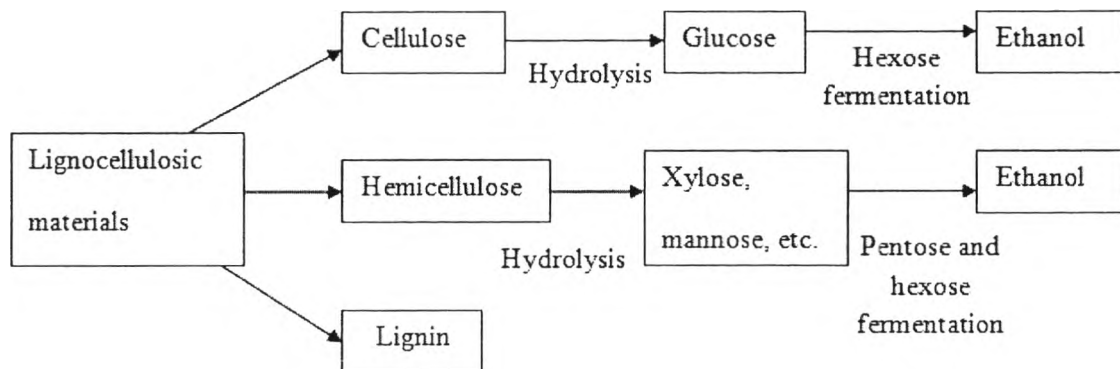 Cellulose
Glucose
Ethanol
Hydrolysis
Hexose
fermentation
Lignocellulosic
materials
Hemicellulose
Xylose,
mannose, etc.
Ethanol
Hydrolysis
Pentose and
hexose
fermentation
Lignin